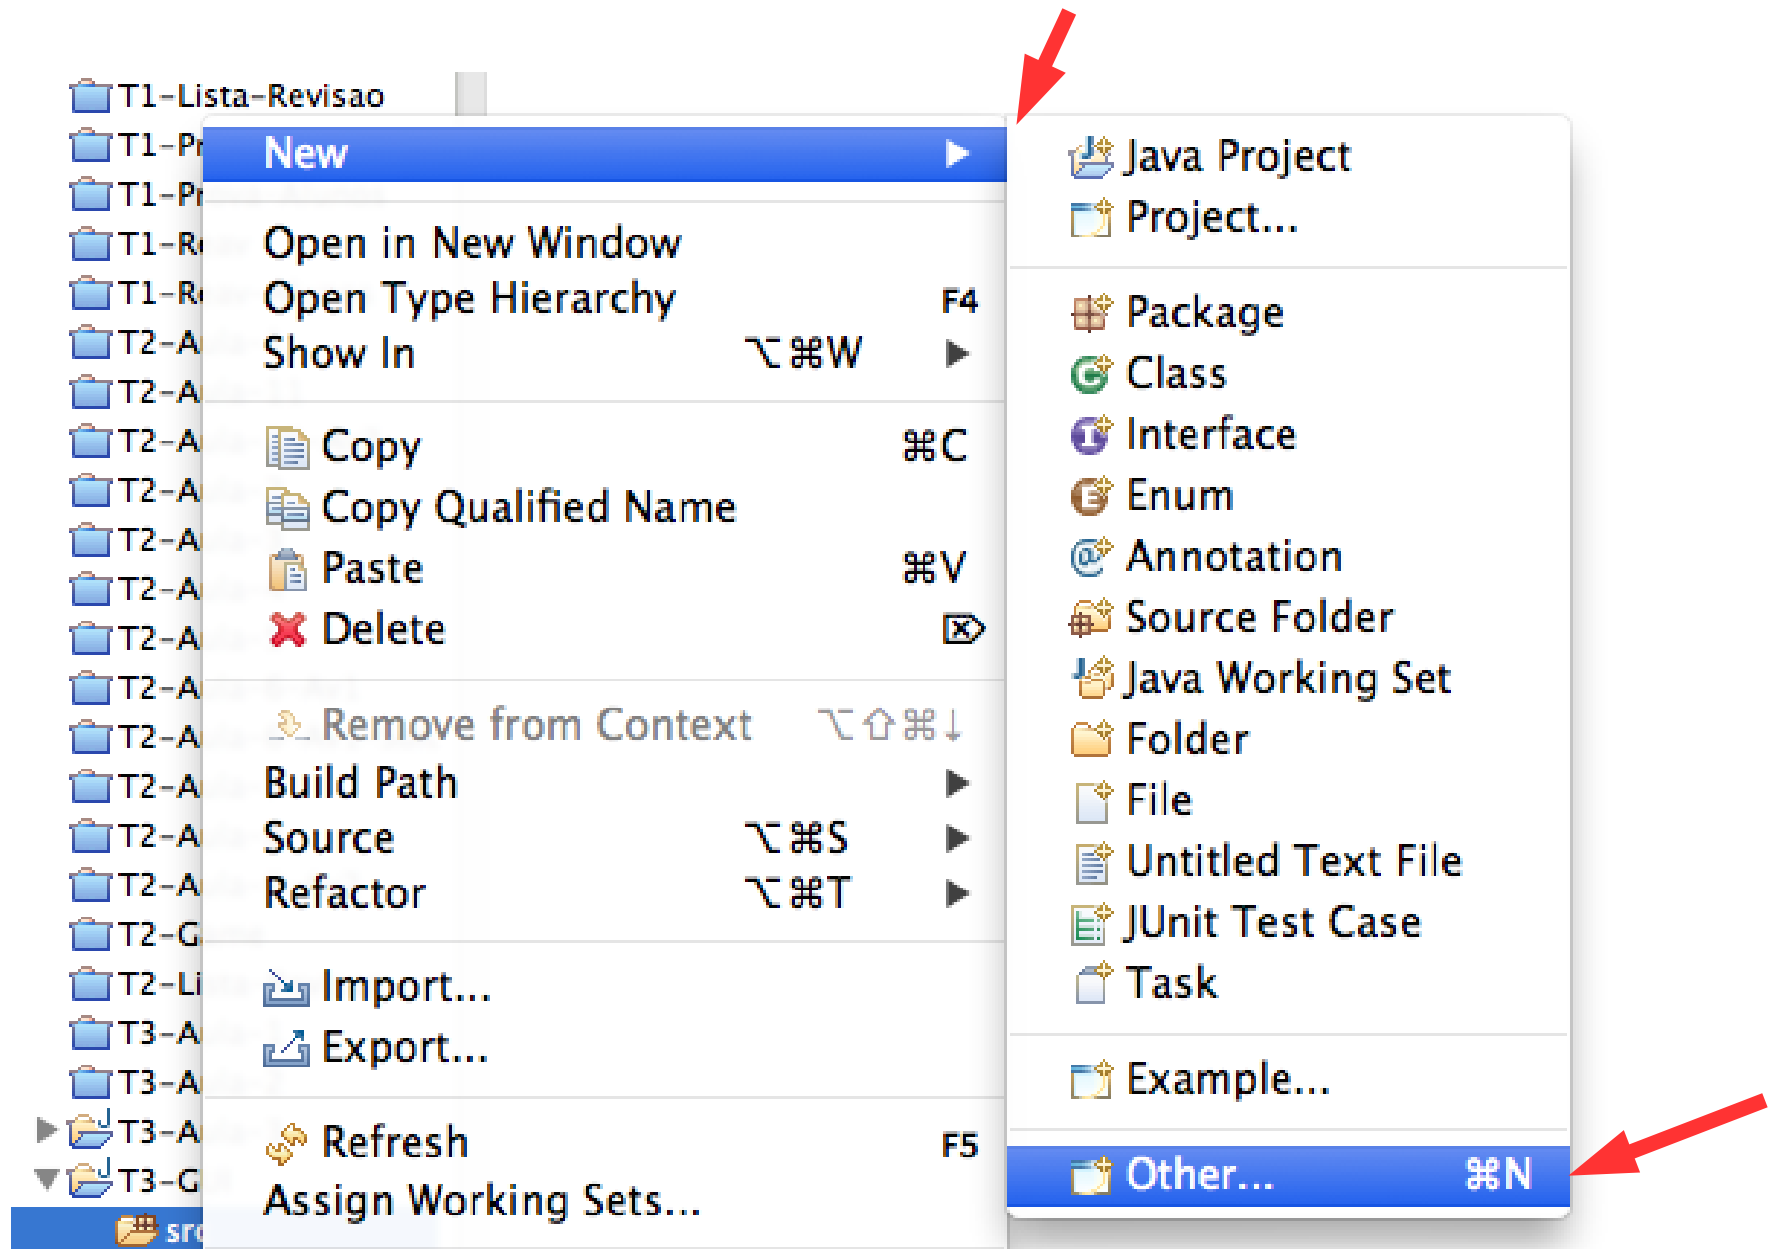 T1-Lista-Revisao
T1-Pr
T1-Pr
T1-Re
T1-Re
T2-A
T2-A
T2-A
T2-A
T2-A
T2-A
T2-A
T2-A
T2-A
T2-A
T2-A
T2-A
T2-G
T2-Li
T3-A
T3-A
T3-A
T3-G
src
New
Open in New Window
Open Type Hierarchy F4
Show In ⌥⌘W
Copy ⌘C
Copy Qualified Name
Paste ⌘V
Delete ⌦
Remove from Context ⌥⇧⌘↓
Build Path
Source ⌥⌘S
Refactor ⌥⌘T
Import...
Export...
Refresh F5
Assign Working Sets...
Java Project
Project...
Package
Class
Interface
Enum
Annotation
Source Folder
Java Working Set
Folder
File
Untitled Text File
JUnit Test Case
Task
Example...
Other... ⌘N